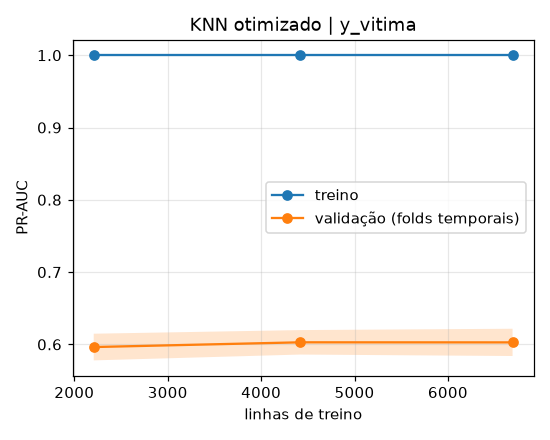 KNN otimizado | y_vitima
PR-AUC
1.0
0.9
0.8
0.7
0.6
treino
validação (folds temporais)
2000 3000 4000 5000 6000
linhas de treino